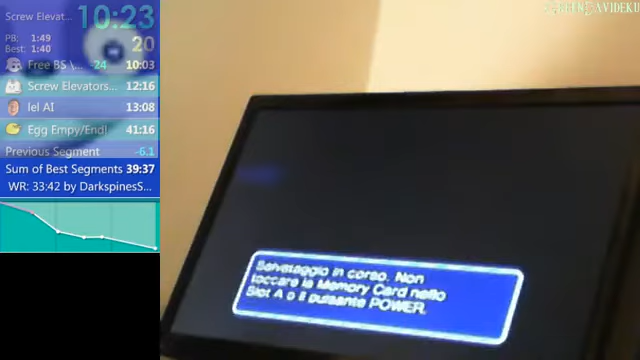 Screw Elevat...
10:23
PB: 1:49
Best: 1:40
20
Free BS \... -24 10:03
Screw Elevators... 12:16
lel AI 13:08
Egg Empy/End! 41:16
Previous Segment -6.1
Sum of Best Segments 39:37
WR: 33:42 by DarkspinesS...
Salvataggio in corso. Non
toccare la Memory Card nello
Slot A o il pulsante POWER.